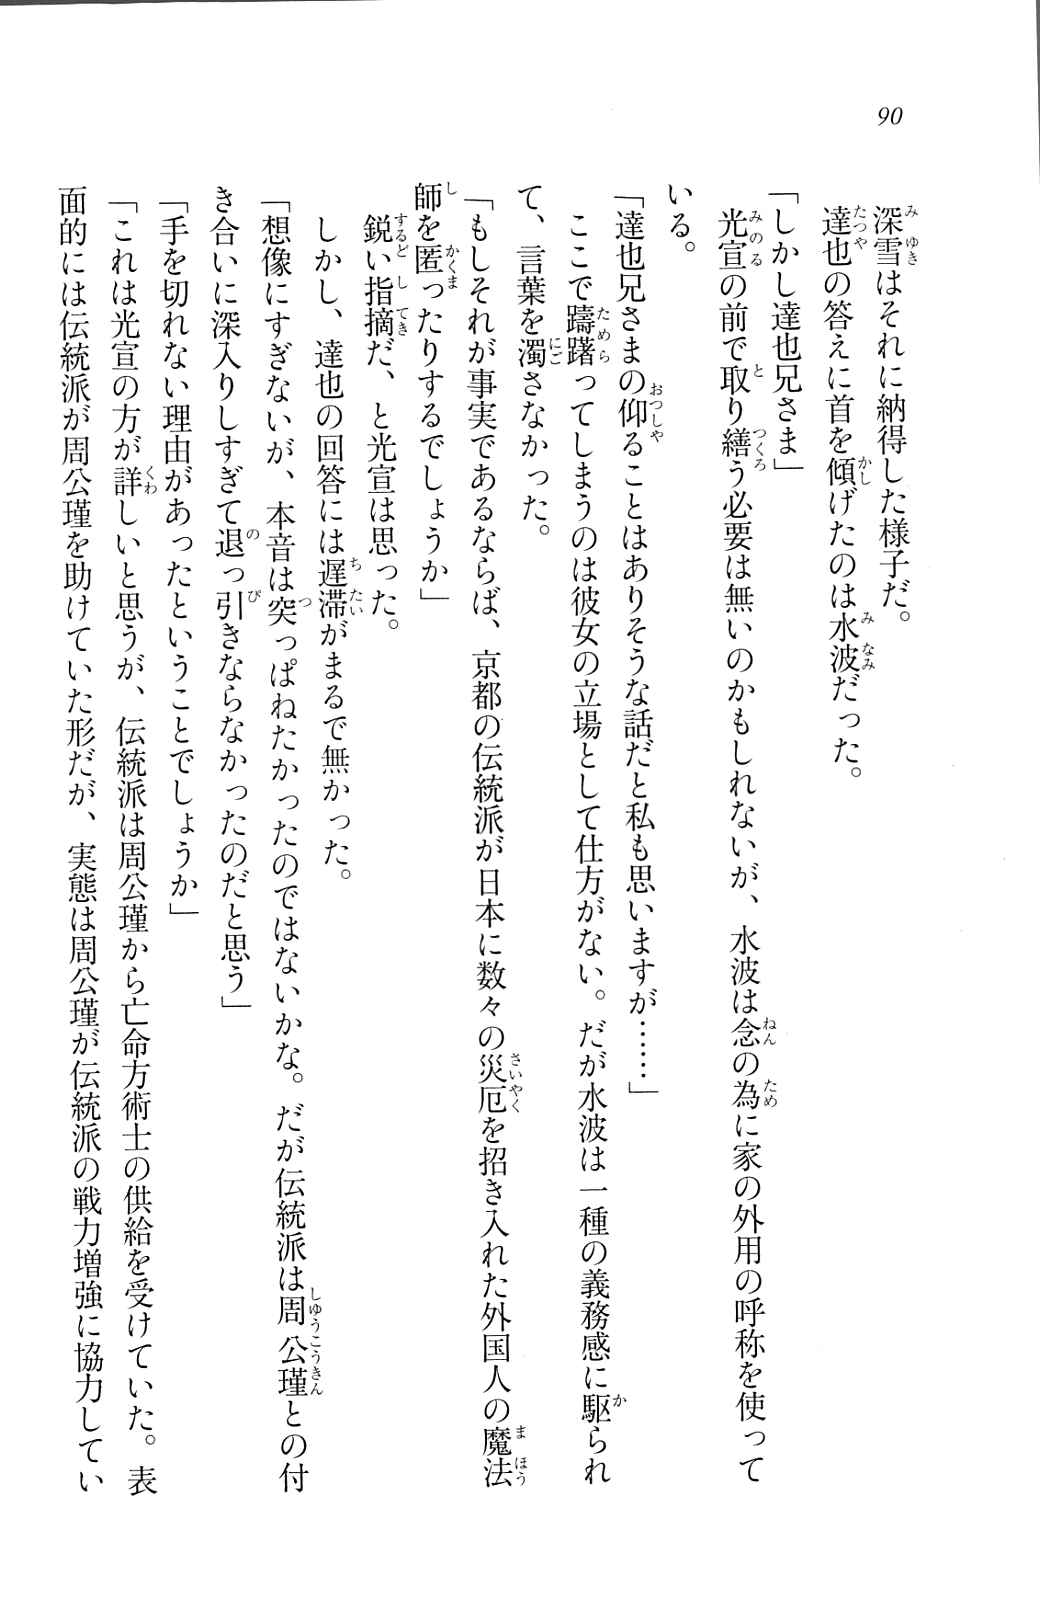 90
深雪はそれに納得した様子だ。
達也の答えに首を傾げたのは水波だった。
「しかし達也兄さま」
光宣の前で取り繕う必要は無いのかもしれないが、水波は念の為に家の外用の呼称を使って
いる。
「達也兄さまの仰ることはありそうな話だと私も思いますが……」
ここで躊躇ってしまうのは彼女の立場として仕方がない。だが水波は一種の義務感に駆られ
て、言葉を濁さなかった。
「もしそれが事実であるならば、京都の伝統派が日本に数々の災厄を招き入れた外国人の魔法
師を匿ったりするでしょうか」
鋭い指摘だ、と光宣は思った。
しかし、達也の回答には遅滞がまるで無かった。
「想像にすぎないが、本音は突っぱねたかったのではないかな。だが伝統派は周公瑾との付
き合いに深入りしすぎて退っ引きならなかったのだと思う」
「手を切れない理由があったということでしょうか」
「これは光宣の方が詳しいと思うが、伝統派は周公瑾から亡命方術士の供給を受けていた。表
面的には伝統派が周公瑾を助けていた形だが、実態は周公瑾が伝統派の戦力増強に協力してい